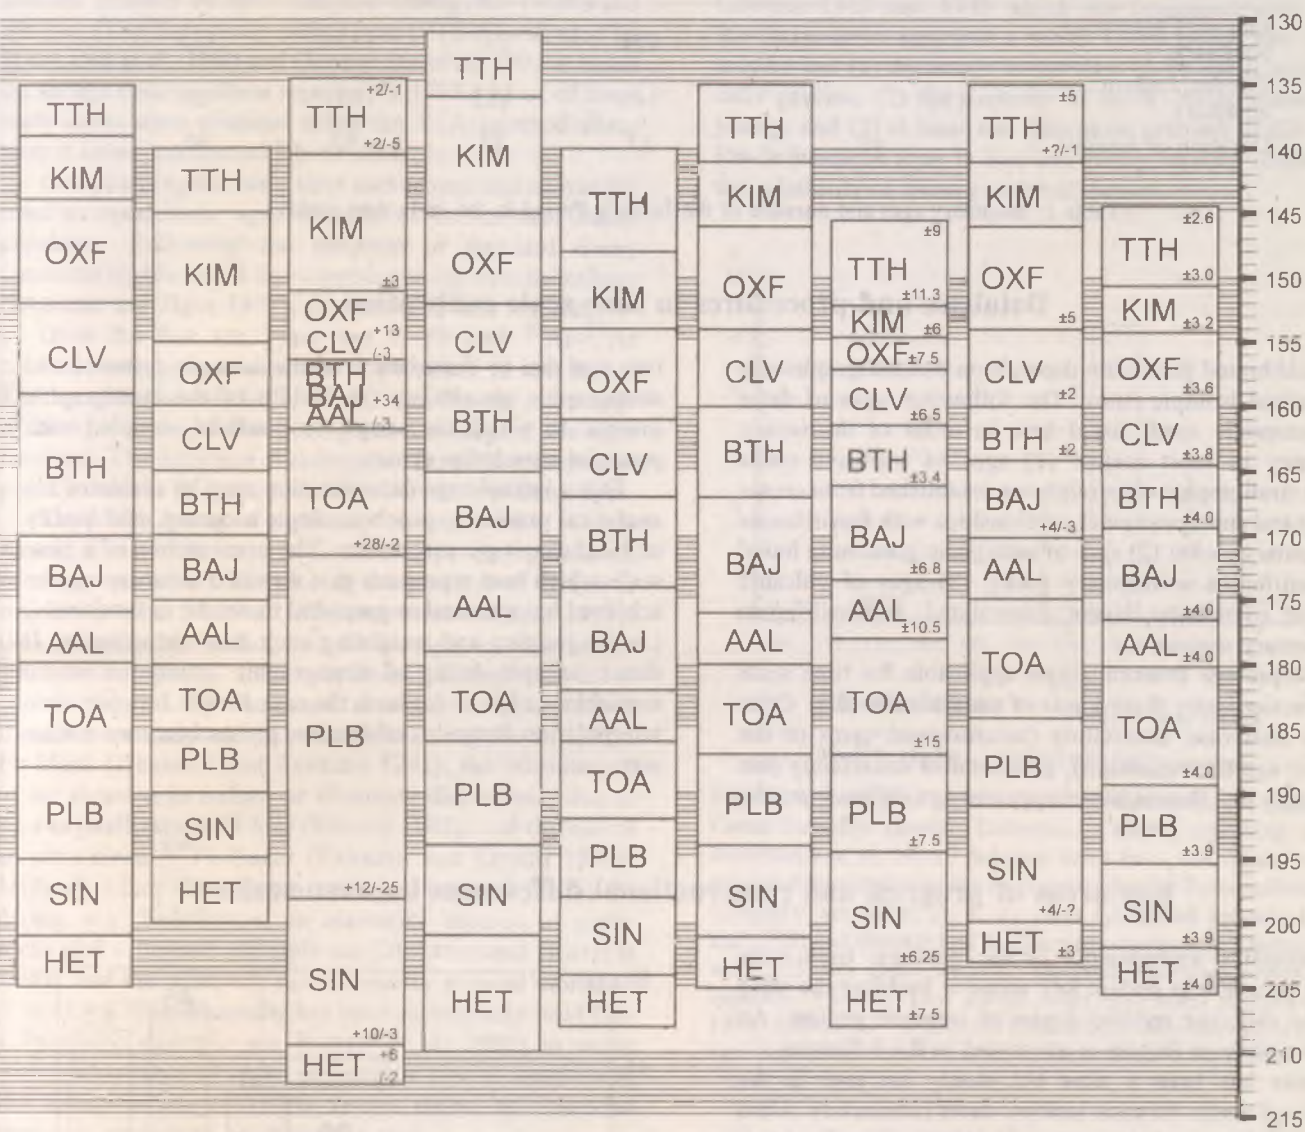 TTH
KIM
OXF
CLV
BTH
BAJ
AAL
TOA
PLB
SIN
HET
TTH
KIM
OXF
CLV
BTH
BAJ
AAL
TOA
PLB
SIN
HET
+2/-1
TTH
+2/-5
KIM
±3
OXF
CLV +13
/-3
BTH
BAJ +34
AAL /-3
TOA
+28/-2
PLB
+12/-25
SIN
+10/-3
HET +6
/-2
TTH
KIM
OXF
CLV
BTH
BAJ
AAL
TOA
PLB
SIN
HET
TTH
KIM
OXF
CLV
BTH
BAJ
AAL
TOA
PLB
SIN
HET
TTH
KIM
OXF
CLV
BTH
BAJ
AAL
TOA
PLB
SIN
HET
±9
TTH
±11.3
KIM ±6
OXF ±7.5
CLV
±6.5
BTH
±3.4
BAJ
±6.8
AAL
±10.5
TOA
±15
PLB
±7.5
SIN
±6.25
HET ±7.5
±5
TTH
+?/-1
KIM
OXF
±5
CLV
±2
BTH ±2
BAJ
+4/-3
AAL
TOA
PLB
SIN
+4/-?
HET ±3
±2.6
TTH
±3.0
KIM
±3.2
OXF
±3.6
CLV
±3.8
BTH
±4.0
BAJ
±4.0
AAL ±4.0
TOA
±4.0
PLB
±3.9
SIN
±3.9
HET
±4.0
130
135
140
145
150
155
160
165
170
175
180
185
190
195
200
205
210
215